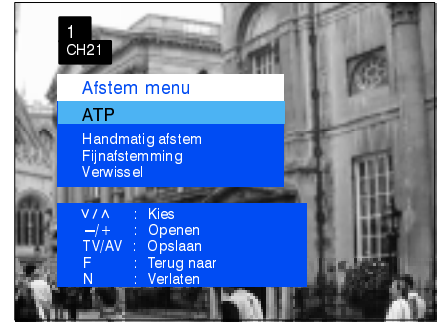 1
CH21
Afstem menu
ATP
Handmatig afstem
Fijnafstemming
Verwissel
∨ / ∧ : Kies
−/+ : Openen
TV/AV : Opslaan
F : Terug naar
N : Verlaten